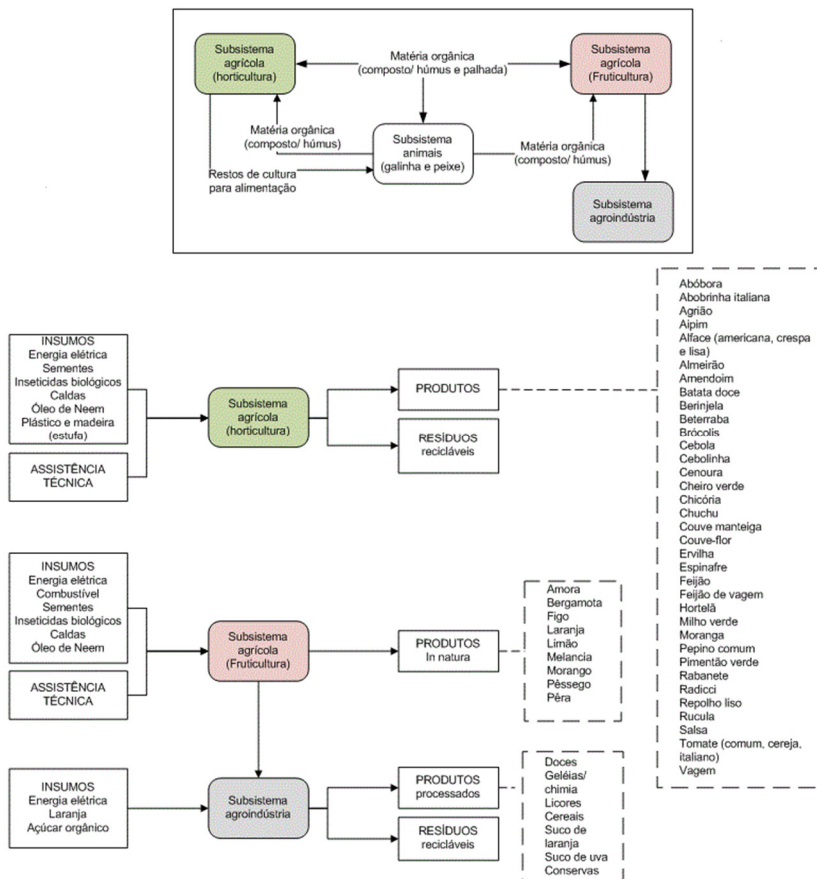 Subsistema
agrícola
(horticultura)
Matéria orgânica
(composto/ húmus e palhada)
Subsistema
agrícola
(Fruticultura)
Matéria orgânica
(composto/ húmus)
Subsistema
animais
(galinha e peixe)
Matéria orgânica
(composto/ húmus)
Restos de cultura
para alimentação
Subsistema
agroindústria
INSUMOS
Energia elétrica
Sementes
Inseticidas biológicos
Caldas
Óleo de Neem
Plástico e madeira
(estufa)
ASSISTÊNCIA
TÉCNICA
Subsistema
agrícola
(horticultura)
PRODUTOS
RESÍDUOS
recicláveis
Abóbora
Abobrinha italiana
Agrião
Aipim
Alface (americana, crespa
e lisa)
Almeirão
Amendoim
Batata doce
Berinjela
Beterraba
Brócolis
Cebola
Cebolinha
Cenoura
Cheiro verde
Chicória
Chuchu
Couve manteiga
Couve-flor
Ervilha
Espinafre
Feijão
Feijão de vagem
Hortelã
Milho verde
Moranga
Pepino comum
Pimentão verde
Rabanete
Radicci
Repolho liso
Rucula
Salsa
Tomate (comum, cereja,
italiano)
Vagem
INSUMOS
Energia elétrica
Combustível
Sementes
Inseticidas biológicos
Caldas
Óleo de Neem
ASSISTÊNCIA
TÉCNICA
Subsistema
agrícola
(Fruticultura)
PRODUTOS
In natura
Amora
Bergamota
Figo
Laranja
Limão
Melancia
Morango
Pêssego
Pêra
INSUMOS
Energia elétrica
Laranja
Açúcar orgânico
Subsistema
agroindústria
PRODUTOS
processados
RESÍDUOS
recicláveis
Doces
Geléias/
chimia
Licores
Cereais
Suco de
laranja
Suco de uva
Conservas